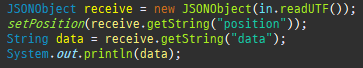 JSONObject receive = new JSONObject(in.readUTF());
setPosition(receive.getString("position"));
String data = receive.getString("data");
System.out.println(data);